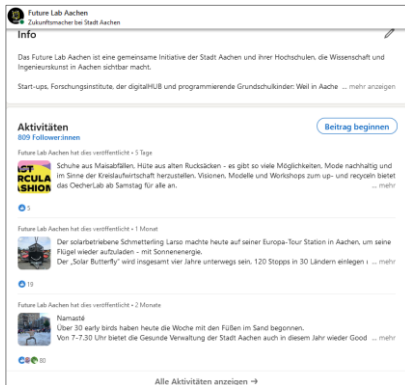 Future Lab Aachen
Zukunftsmacher bei Stadt Aachen
Info
Das Future Lab Aachen ist eine gemeinsame Initiative der Stadt Aachen und ihrer Hochschulen, die Wissenschaft und
Ingenieurskunst in Aachen sichtbar macht.
Start-ups, Forschungsinstitute, der digitalHUB und programmierende Grundschulkinder: Weil in Aache ... mehr anzeigen
Aktivitäten
809 Follower:innen
Beitrag beginnen
Future Lab Aachen hat dies veröffentlicht • 5 Tage
Schuhe aus Maisabfällen, Hüte aus alten Rucksäcken - es gibt so viele Möglichkeiten, Mode nachhaltig und
im Sinne der Kreislaufwirtschaft herzustellen. Visionen, Modelle und Workshops zum up- und recyceln bietet
das OecherLab ab Samstag für alle an. ... mehr
5
Future Lab Aachen hat dies veröffentlicht • 1 Monat
Der solarbetriebene Schmetterling Larso machte heute auf seiner Europa-Tour Station in Aachen, um seine
Flügel wieder aufzuladen - mit Sonnenenergie.
Der „Solar Butterfly" wird insgesamt vier Jahre unterwegs sein, 120 Stopps in 30 Ländern einlegen ... mehr
19
Future Lab Aachen hat dies veröffentlicht • 2 Monate
Namasté
Über 30 early birds haben heute die Woche mit den Füßen im Sand begonnen.
Von 7-7.30 Uhr bietet die Gesunde Verwaltung der Stadt Aachen auch in diesem Jahr wieder Good ... mehr
80
Alle Aktivitäten anzeigen →